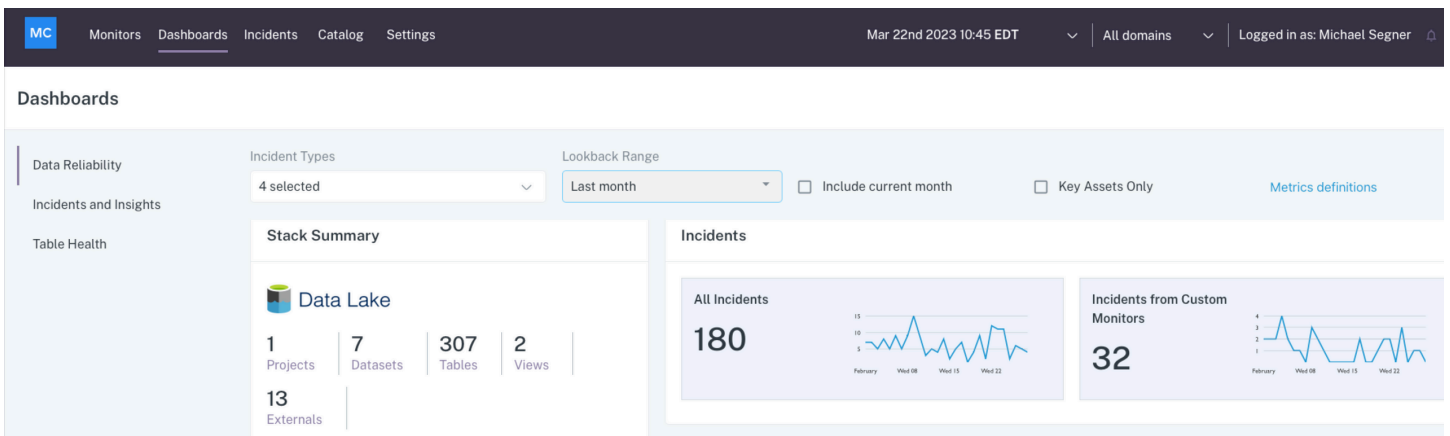 MC
Monitors Dashboards Incidents Catalog Settings
Mar 22nd 2023 10:45 EDT
All domains
Logged in as: Michael Segner
Dashboards
Data Reliability
Incidents and Insights
Table Health
Incident Types
4 selected
Lookback Range
Last month
Include current month
Key Assets Only
Metrics definitions
Stack Summary
Data Lake
1
Projects
7
Datasets
307
Tables
2
Views
13
Externals
Incidents
All Incidents
180
15
10
5
February Wed 08 Wed 15 Wed 22
Incidents from Custom
Monitors
32
4
3
2
1
February Wed 08 Wed 15 Wed 22